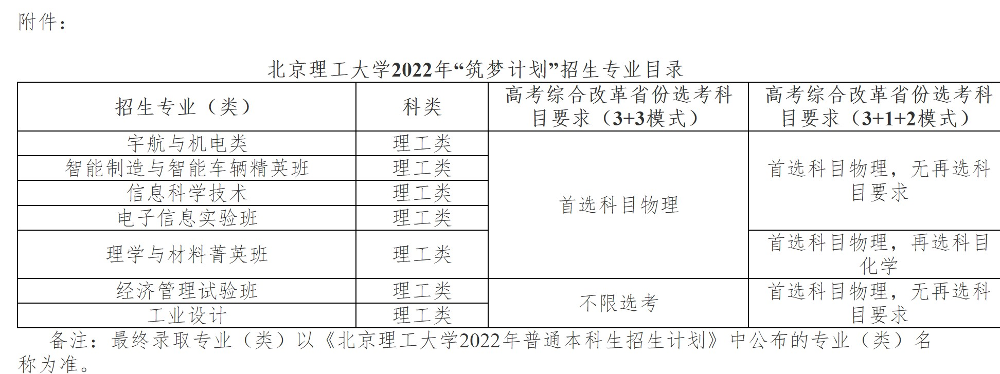 附件：
北京理工大学2022年“筑梦计划”招生专业目录
招生专业（类）
科类
高考综合改革省份选考科
目要求（3+3模式）
高考综合改革省份选考科
目要求（3+1+2模式）
宇航与机电类
理工类
首选科目物理
首选科目物理，无再选科
目要求
智能制造与智能车辆精英班
理工类
信息科学技术
理工类
电子信息实验班
理工类
理学与材料菁英班
理工类
首选科目物理，再选科目
化学
经济管理试验班
理工类
不限选考
首选科目物理，无再选科
目要求
工业设计
理工类
备注：最终录取专业（类）以《北京理工大学2022年普通本科生招生计划》中公布的专业（类）名
称为准。